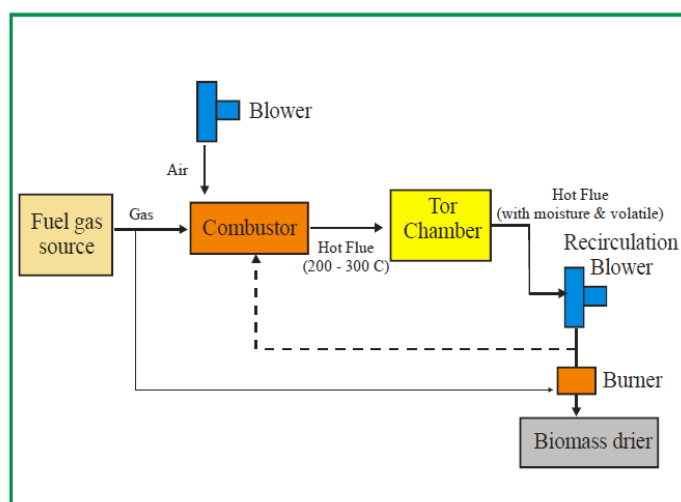 Blower
Air
Fuel gas
source
Gas
Combustor
Hot Flue
(200 - 300 C)
Tor
Chamber
Hot Flue
(with moisture & volatile)
Recirculation
Blower
Burner
Biomass drier